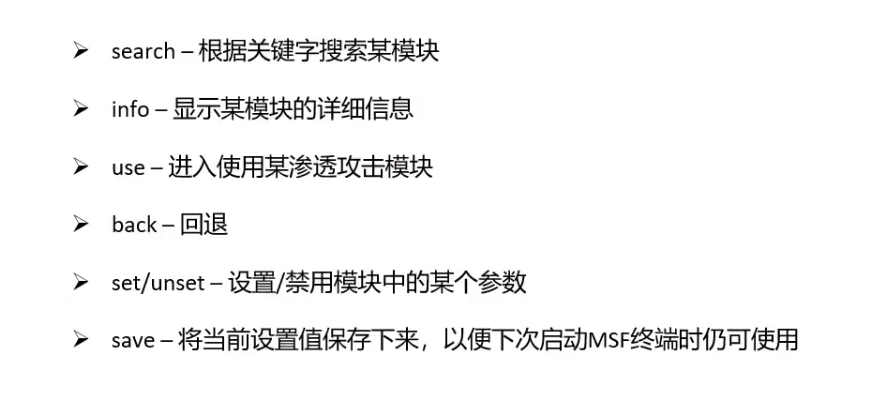 ➢ search – 根据关键字搜索某模块
➢ info – 显示某模块的详细信息
➢ use – 进入使用某渗透攻击模块
➢ back – 回退
➢ set/unset – 设置/禁用模块中的某个参数
➢ save – 将当前设置值保存下来，以便下次启动MSF终端时仍可使用